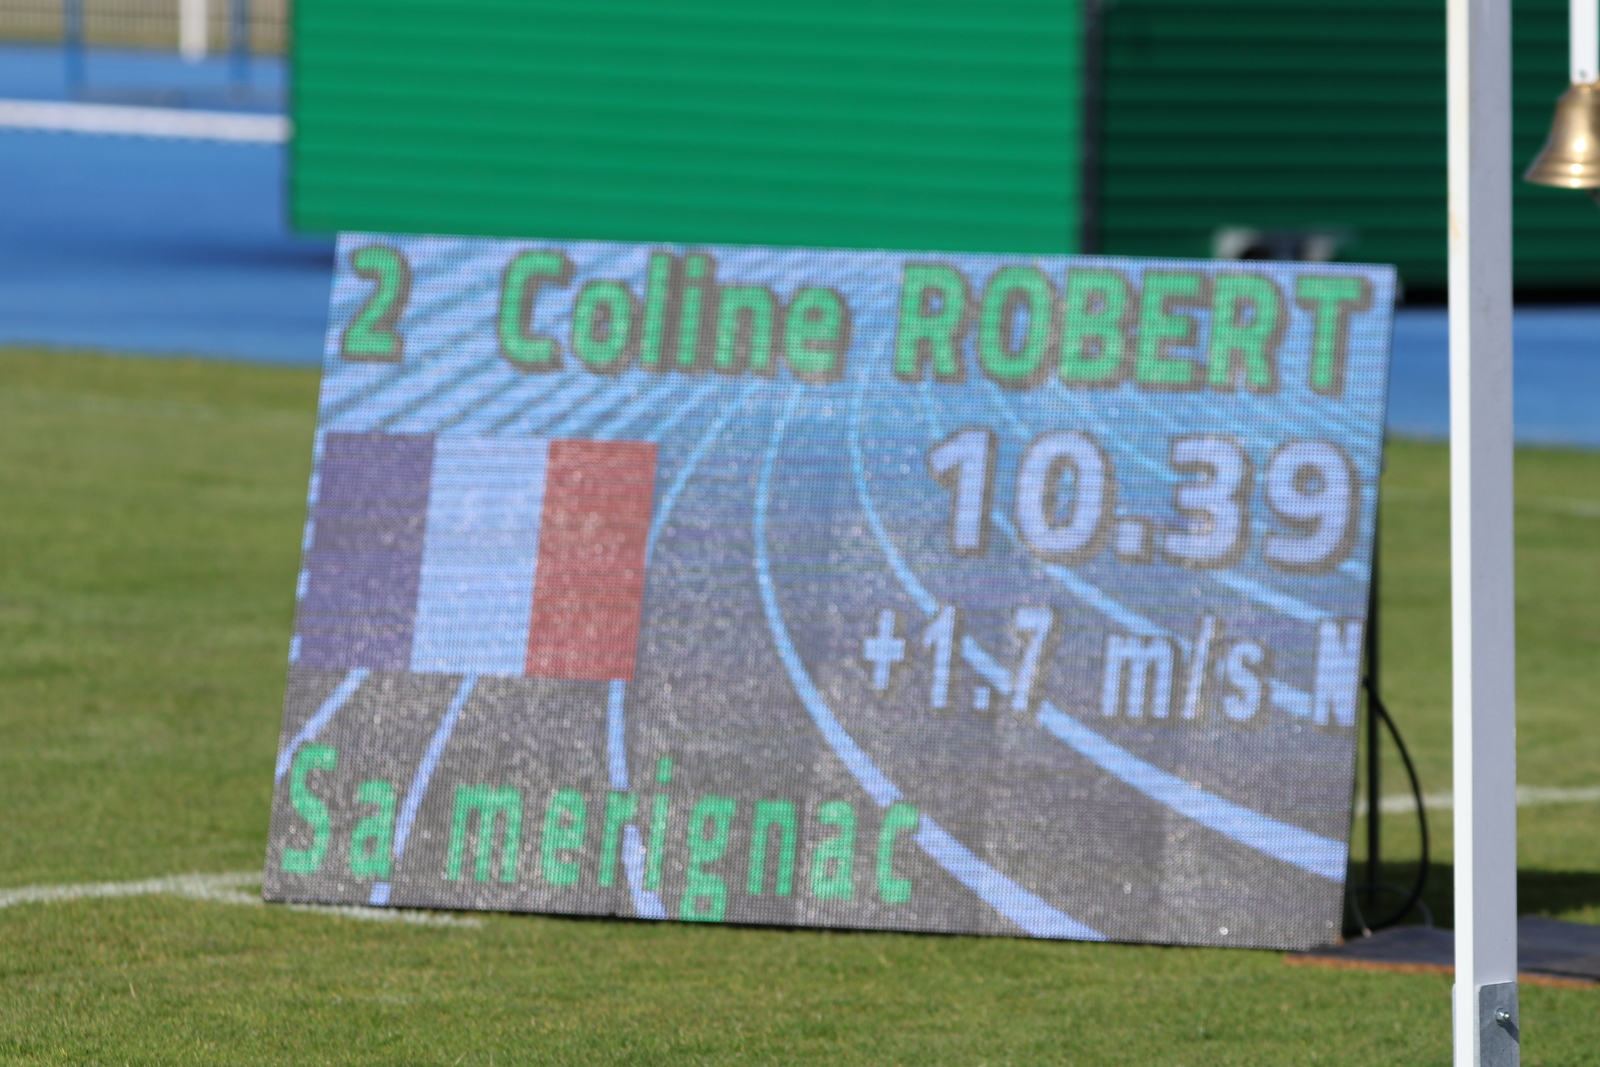 2 Coline ROBERT
10.39
+1.7 m/s N
Sa merignac